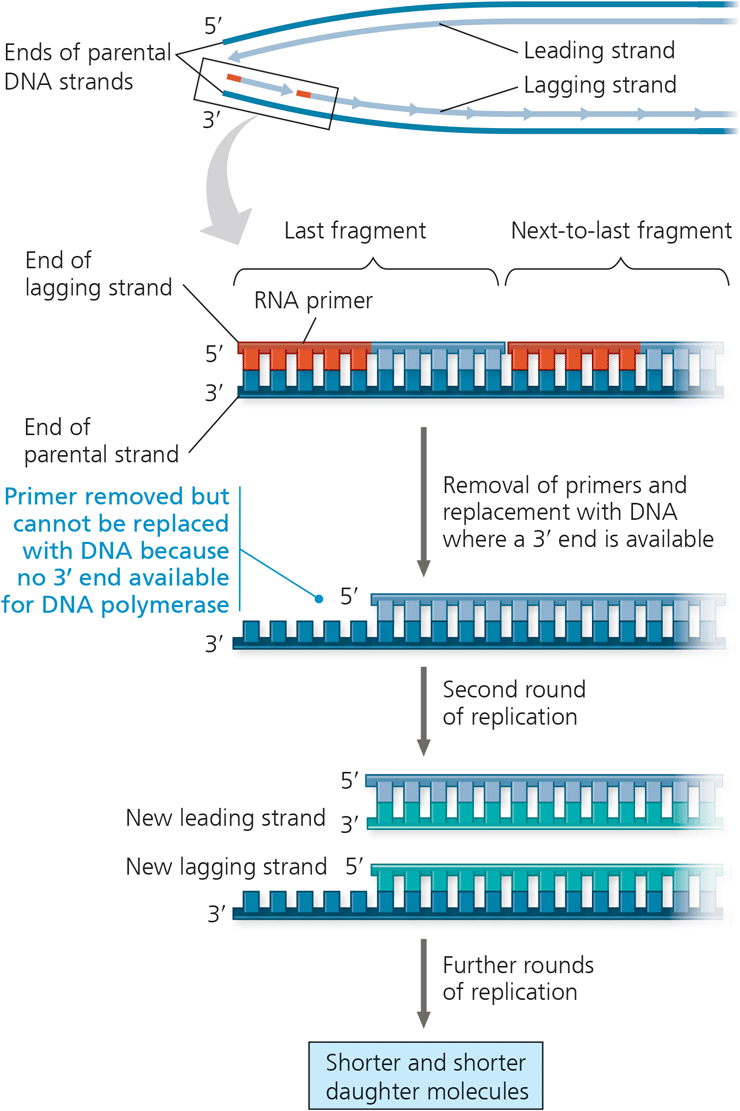 5′
Ends of parental
DNA strands
3′
Leading strand
Lagging strand
Last fragment
Next-to-last fragment
End of
lagging strand
RNA primer
5′
3′
End of
parental strand
Primer removed but
cannot be replaced
with DNA because
no 3′ end available
for DNA polymerase
Removal of primers and
replacement with DNA
where a 3′ end is available
5′
3′
Second round
of replication
5′
New leading strand 3′
New lagging strand 5′
3′
Further rounds
of replication
Shorter and shorter
daughter molecules